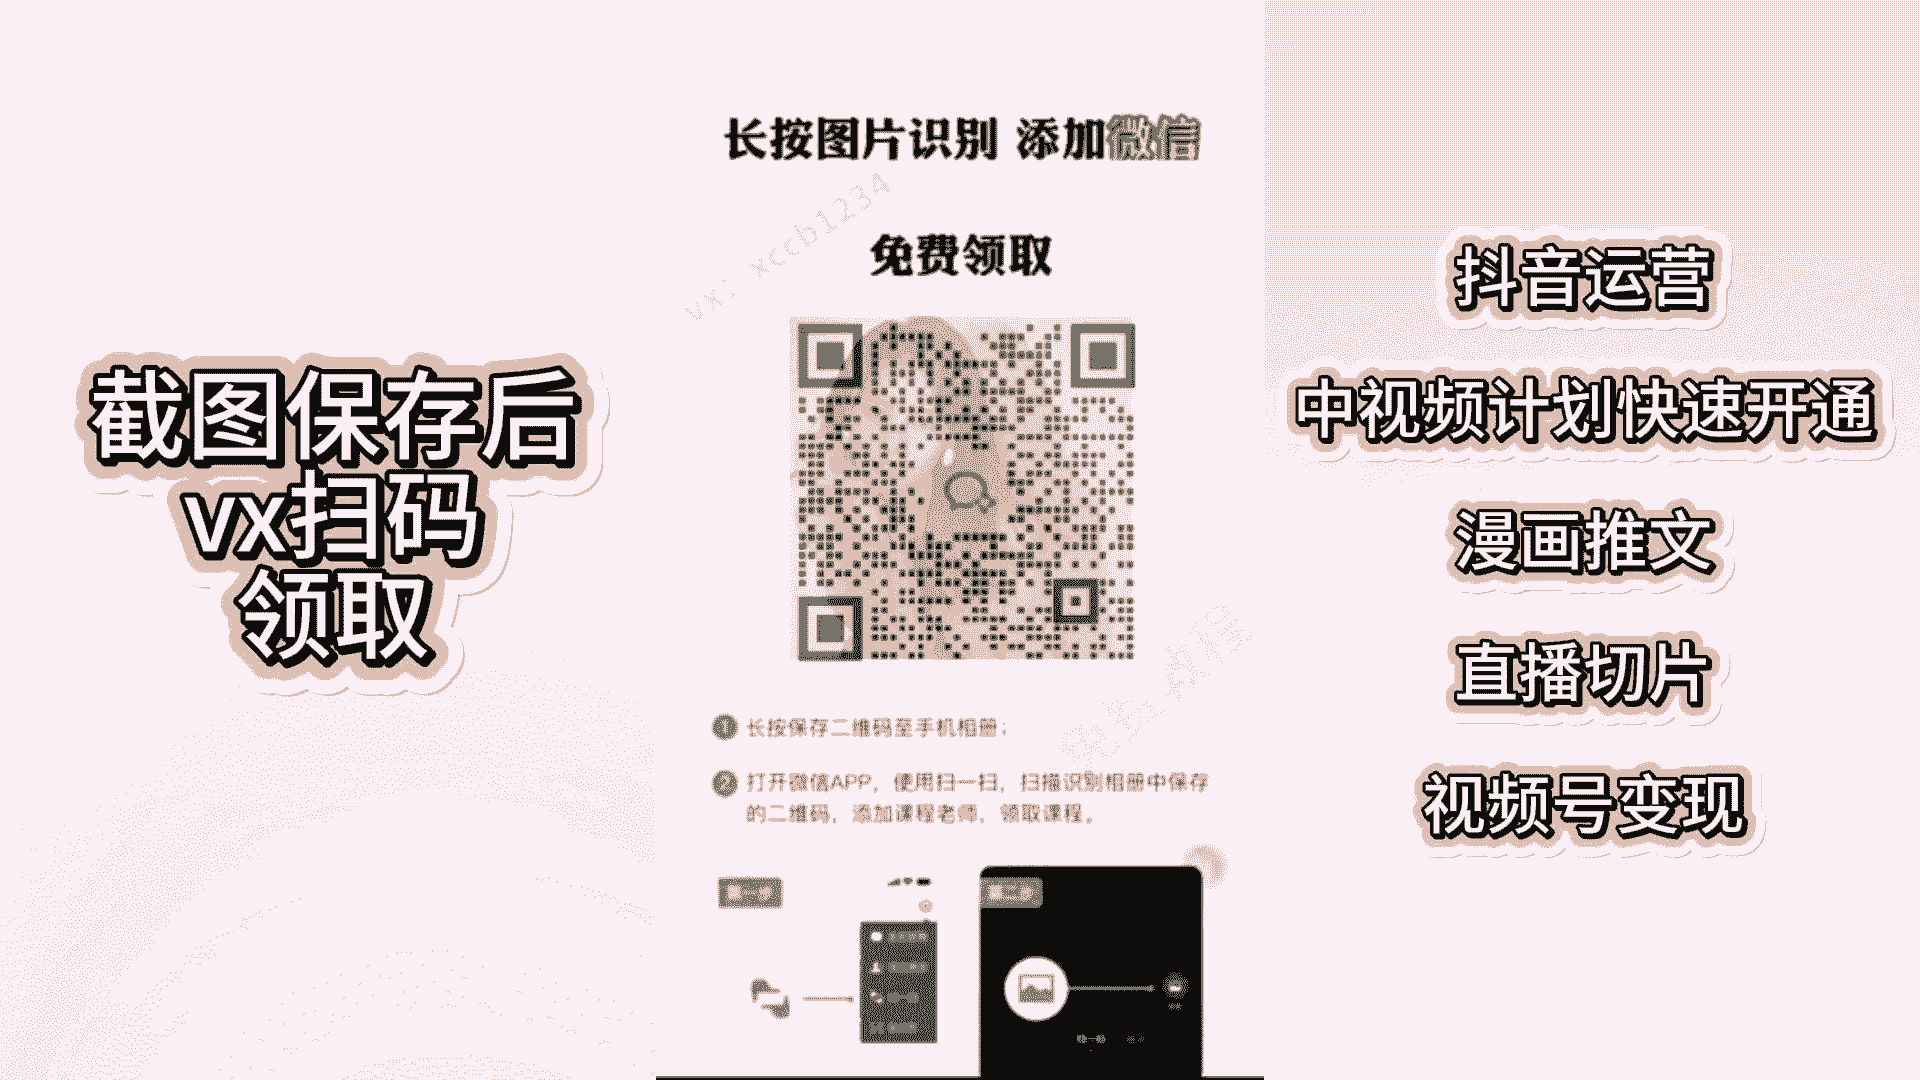 截图保存后
vx扫码
领取
长按图片识别 添加微信
免费领取
vx：xccb1234
1 长按保存二维码至手机相册；
2 打开微信APP，使用扫一扫，扫描识别相册中保存
的二维码，添加课程老师，领取课程。
第一步
第二步
抖音运营
中视频计划快速开通
漫画推文
直播切片
视频号变现